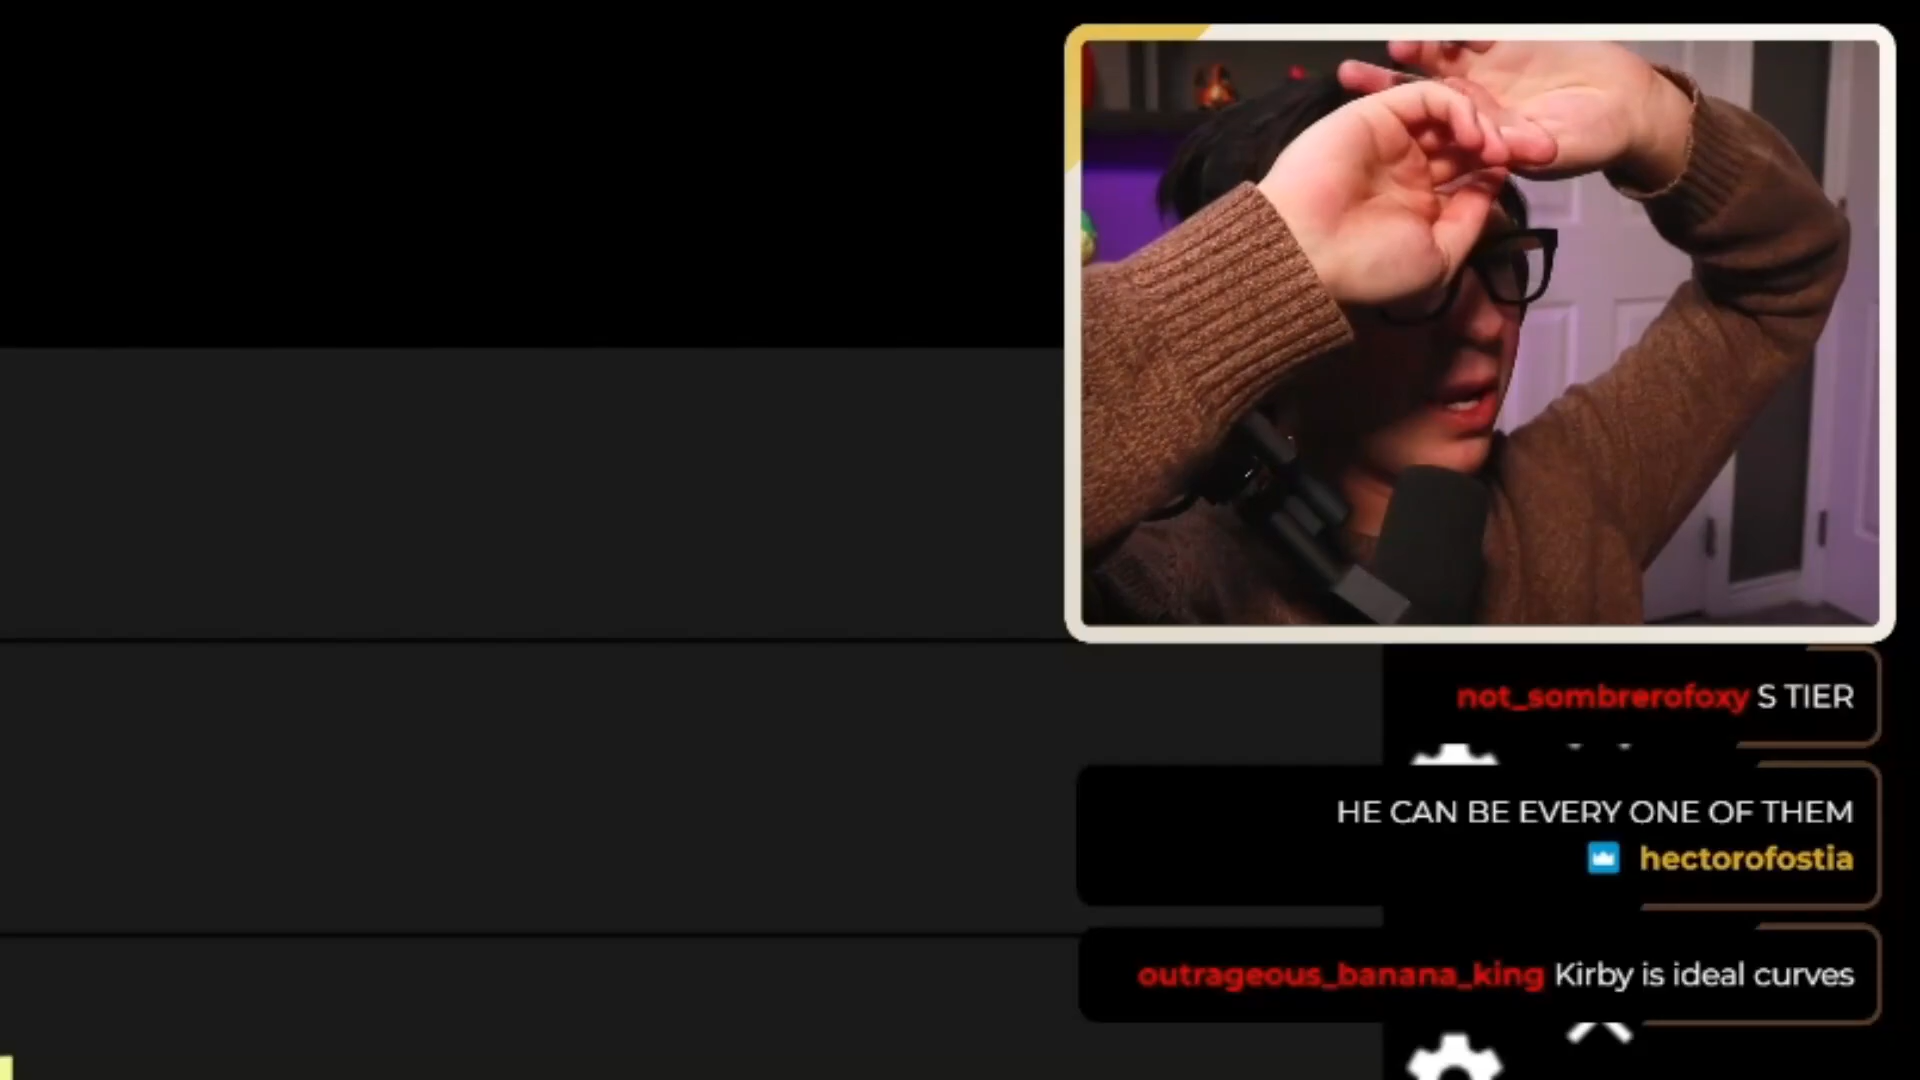 not_sombrerofoxy S TIER
HE CAN BE EVERY ONE OF THEM
hectorofostia
outrageous_banana_king Kirby is ideal curves